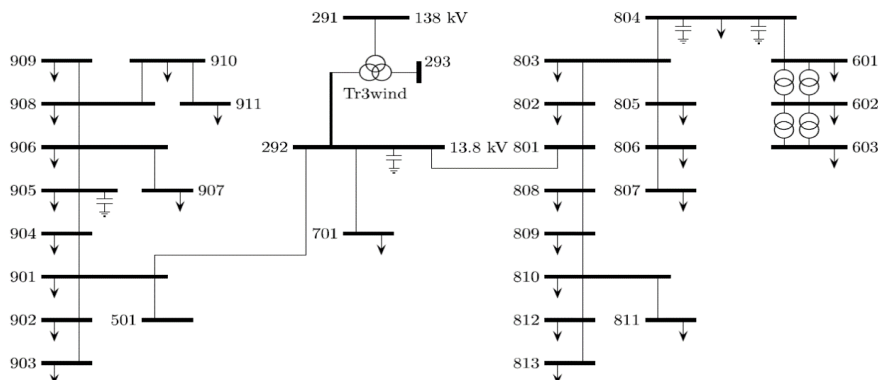 291 138 kV 804
909 910 293 803 601
Tr3wind
908 911 802 805 602
906 292 13.8 kV 801 806 603
905 907 808 807
904 701 809
901 810
902 501 812 811
903 813